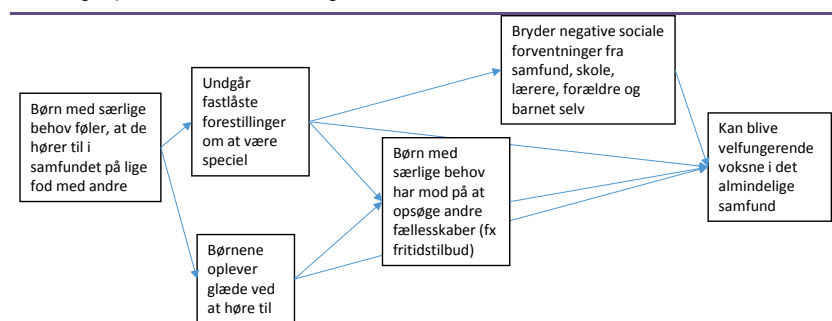 Børn med særlige
behov føler, at de
hører til i
samfundet på lige
fod med andre
Undgår
fastlåste
forestillinger
om at være
speciel
Børnene
oplever
glæde ved
at høre til
Bryder negative sociale
forventninger fra
samfund, skole,
lærere, forældre og
barnet selv
Børn med
særlige behov
har mod på at
opsøge andre
fællesskaber (fx
fritidstilbud)
Kan blive
velfungerende
voksne i det
almindelige
samfund